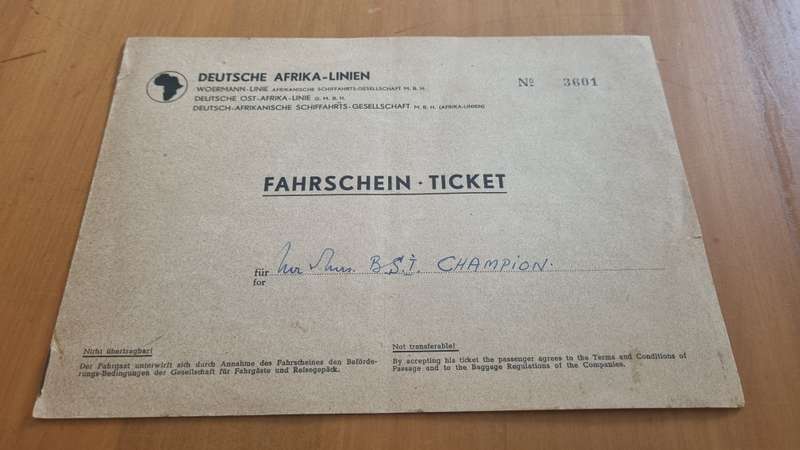 DEUTSCHE AFRIKA-LINIEN
WOERMANN-LINIE AFRIKANISCHE SCHIFFAHRTS-GESELLSCHAFT M. B. H.
DEUTSCHE OST-AFRIKA-LINIE G. M. B. H.
DEUTSCH-AFRIKANISCHE SCHIFFAHRTS-GESELLSCHAFT M. B. H. (AFRIKA-LINIEN)
No 3601
FAHRSCHEIN · TICKET
für Mr & Mrs. B.S.T. CHAMPION.
for
Nicht übertragbar!
Der Fahrgast unterwirft sich durch Annahme des Fahrscheines den Beförde-
rungs-Bedingungen der Gesellschaft für Fahrgäste und Reisegepäck.
Not transferable!
By accepting his ticket the passenger agrees to the Terms and Conditions of
Passage and to the Baggage Regulations of the Companies.